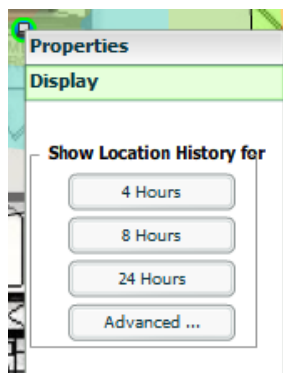 Properties
Display
Show Location History for
4 Hours
8 Hours
24 Hours
Advanced ...